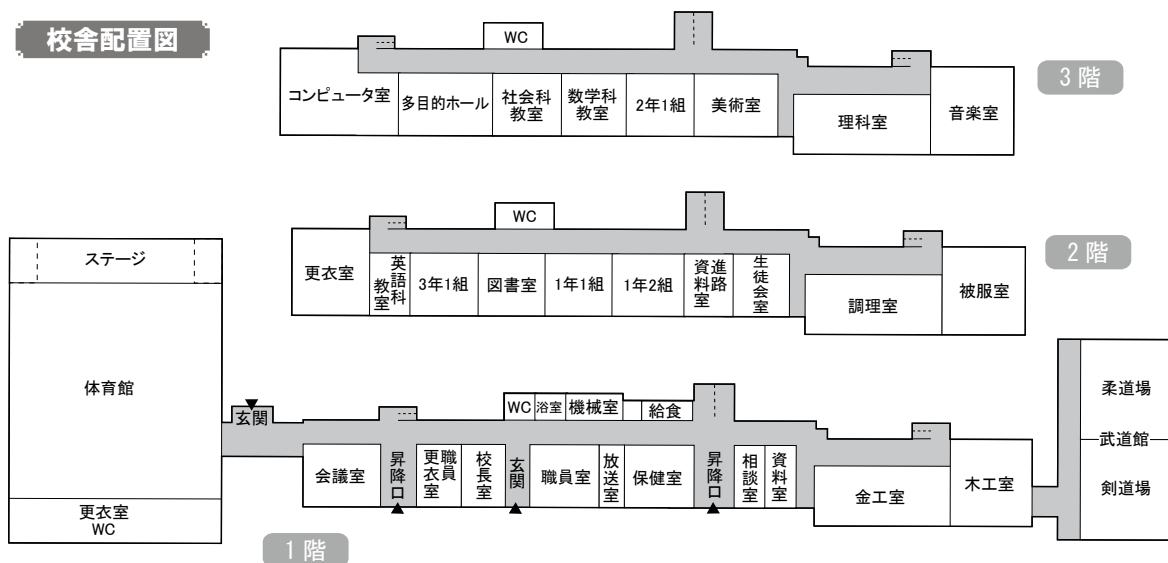 校舎配置図
WC
コンピュータ室
多目的ホール
社会科
教室
数学科
教室
2年1組
美術室
理科室
音楽室
3階
WC
更衣室
英語科
教室
3年1組
図書室
1年1組
1年2組
進路
資料室
生徒会室
調理室
被服室
2階
ステージ
体育館
更衣室
WC
玄関
WC
浴室
機械室
給食
会議室
昇降口
職員
更衣室
校長室
玄関
職員室
放送室
保健室
昇降口
相談室
資料室
金工室
木工室
柔道場
武道館
剣道場
1階